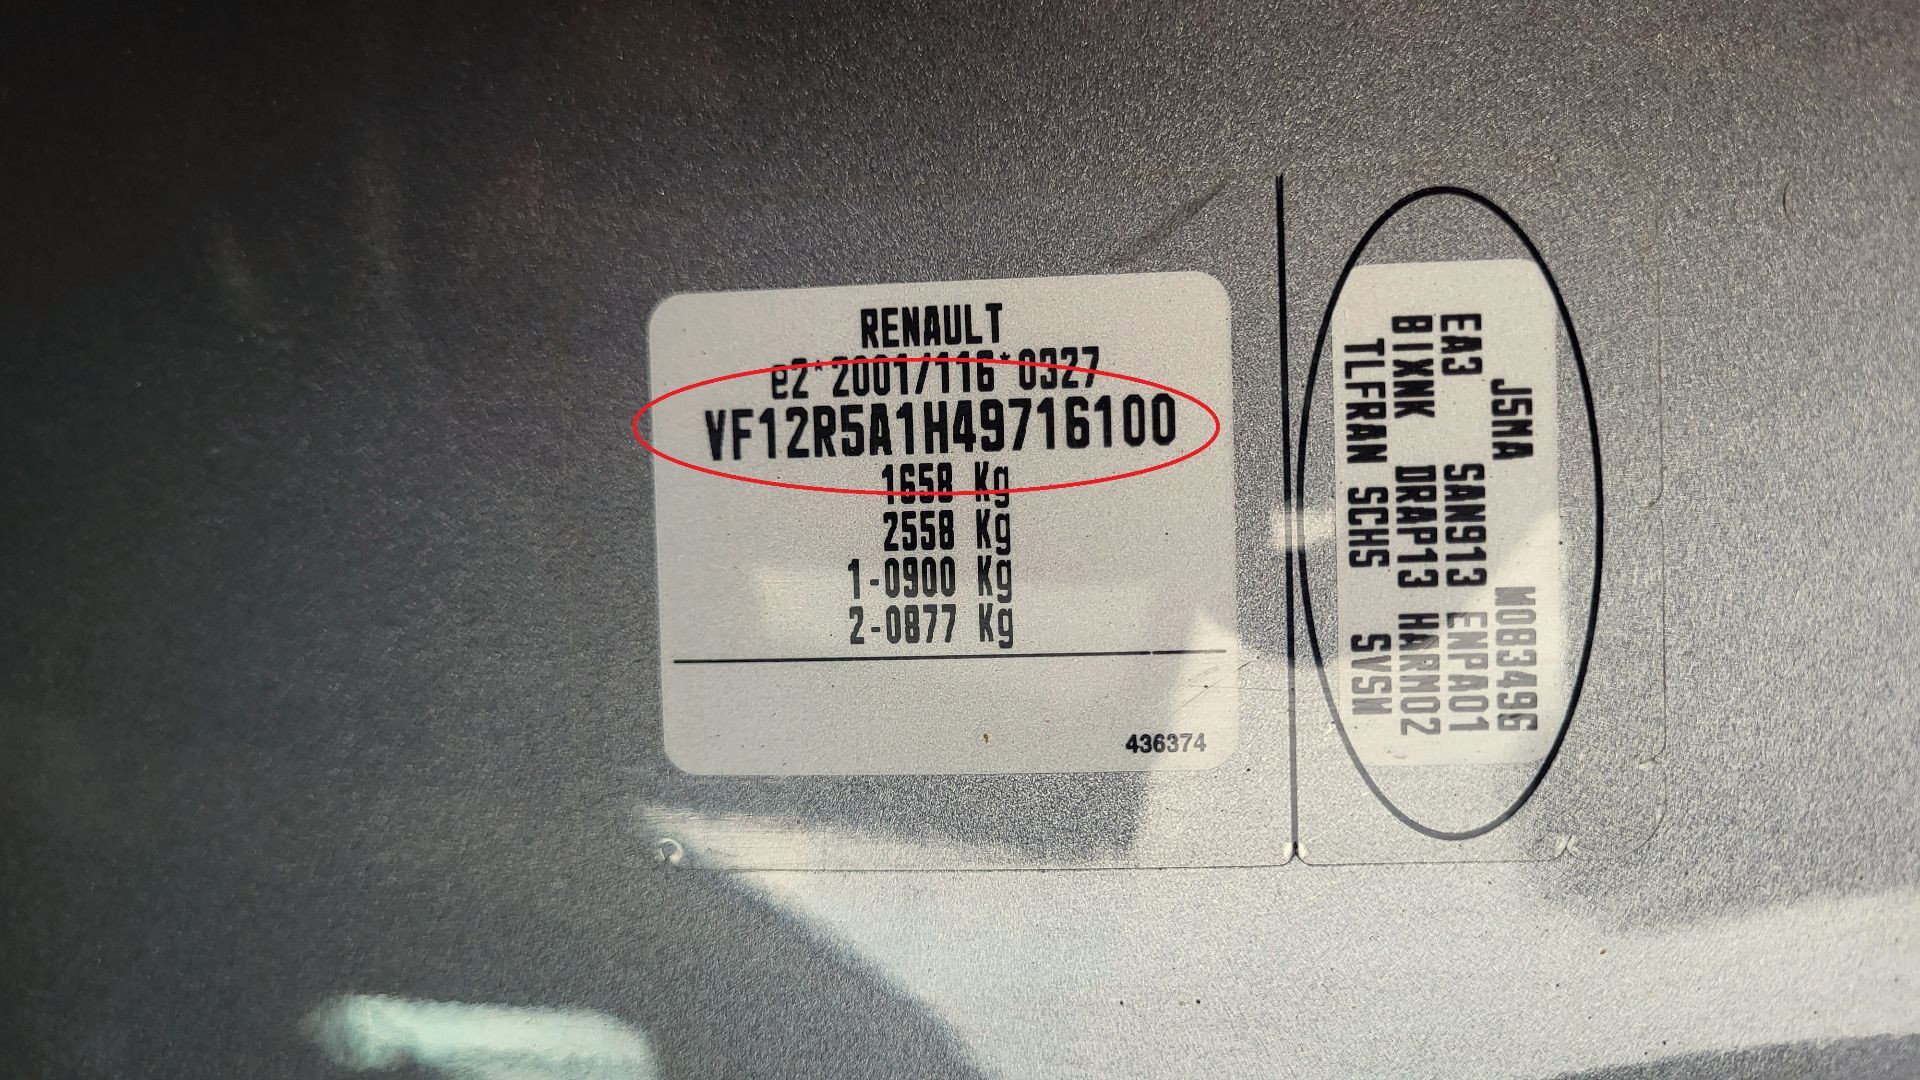 RENAULT
e2*2001/116*0327
VF12R5A1H49716100
1658 Kg
2558 Kg
1-0900 Kg
2-0877 Kg
436374
J5MA M083496
EA3 SAN913 ENPA01
BIXNK DRAP13 HARM02
TLFRAN SCHS SVSM